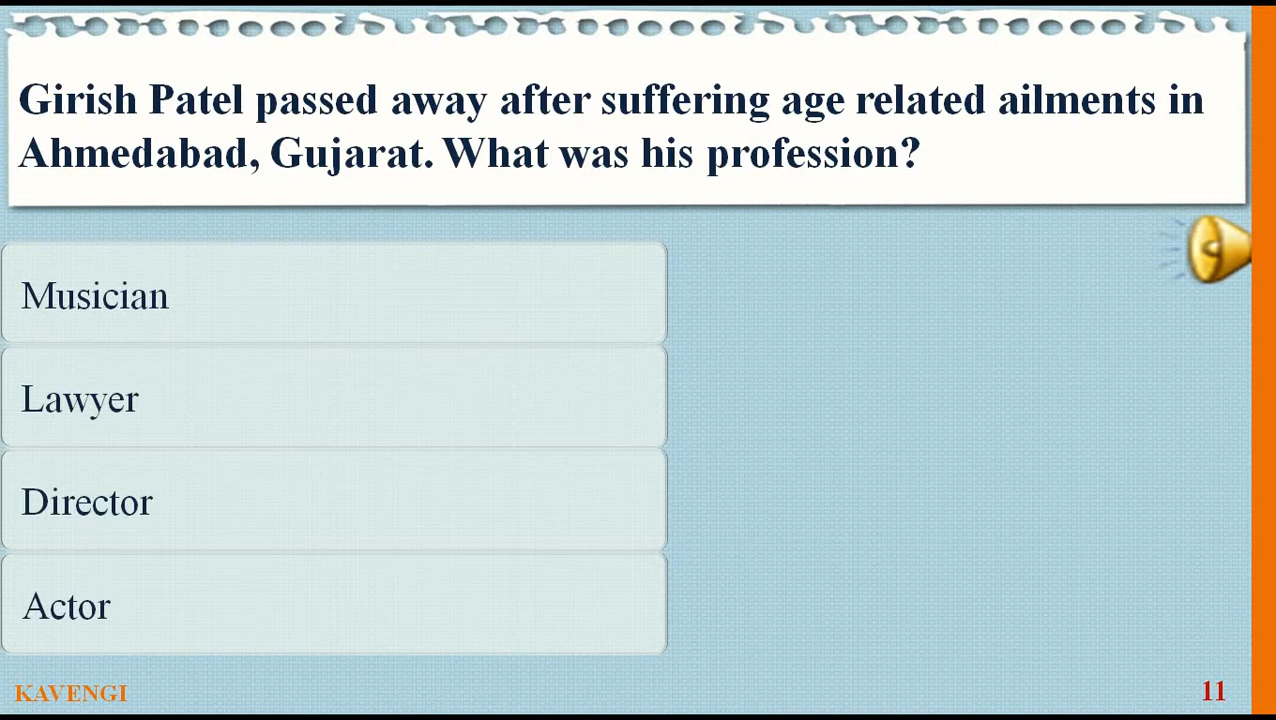 Girish Patel passed away after suffering age related ailments in
Ahmedabad, Gujarat. What was his profession?
Musician
Lawyer
Director
Actor
KAVENGI
11